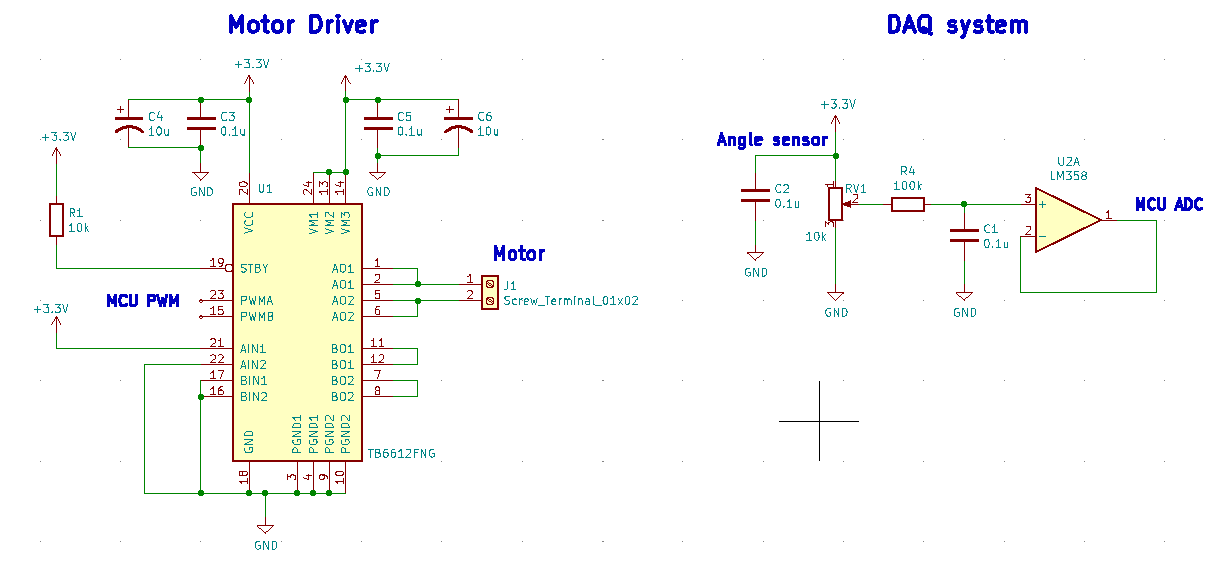 Motor Driver
DAQ system
+3.3V
+3.3V
+
C4
10u
C3
0.1u
C5
0.1u
+
C6
10u
GND
GND
+3.3V
R1
10k
U1
20
24
13
14
VCC
VM1
VM2
VM3
19
STBY
MCU PWM
23
PWMA
15
PWMB
+3.3V
21
AIN1
22
AIN2
17
BIN1
16
BIN2
AO1
1
AO1
2
AO2
5
AO2
6
BO1
11
BO1
12
BO2
7
BO2
8
GND
PGND1
PGND1
PGND2
PGND2
18
3
4
9
10
TB6612FNG
GND
Motor
1
2
J1
Screw_Terminal_01x02
+3.3V
Angle sensor
C2
0.1u
GND
RV1
1
2
3
10k
GND
R4
100k
C1
0.1u
GND
U2A
LM358
3
+
2
−
1
MCU ADC